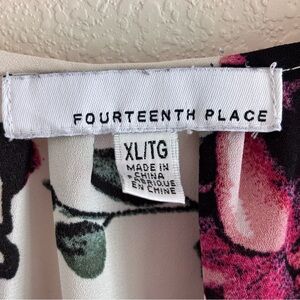 FOURTEENTH PLACE
XL/TG
MADE IN
CHINA
FABRIQUE
EN CHINE